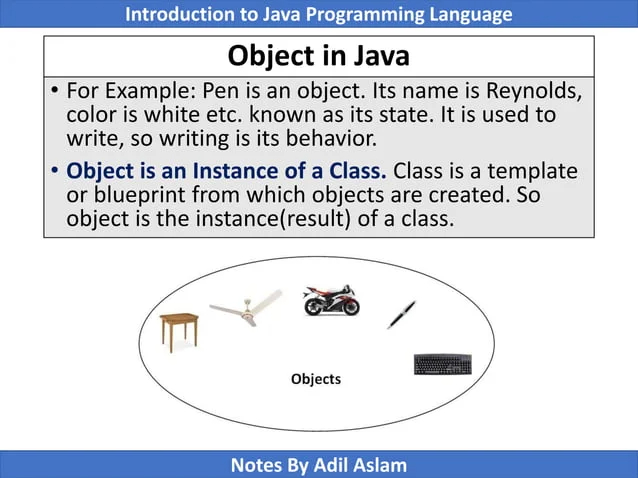 Introduction to Java Programming Language
Object in Java
• For Example: Pen is an object. Its name is Reynolds,
color is white etc. known as its state. It is used to
write, so writing is its behavior.
• Object is an Instance of a Class. Class is a template
or blueprint from which objects are created. So
object is the instance(result) of a class.
Objects
Notes By Adil Aslam